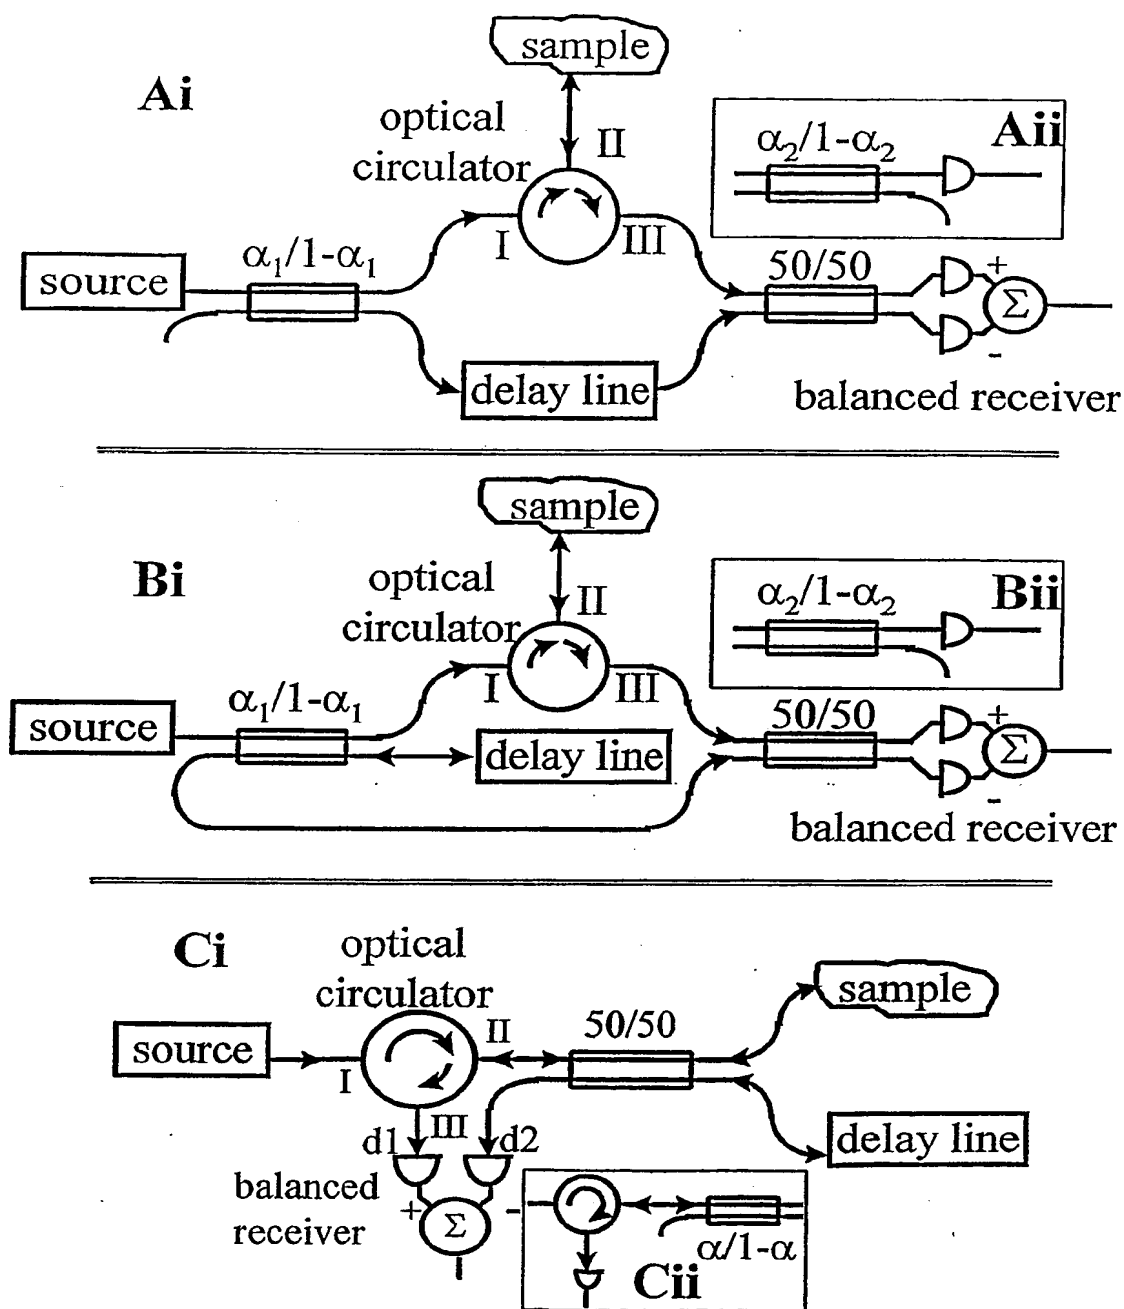 sample
Ai
optical
circulator
II
I
III
α₁/1-α₁
source
delay line
50/50
+
Σ
-
balanced receiver
Aii
α₂/1-α₂
sample
Bi
optical
circulator
II
I
III
α₁/1-α₁
source
delay line
50/50
+
Σ
-
balanced receiver
Bii
α₂/1-α₂
Ci
optical
circulator
source
I
II
III
50/50
sample
delay line
d1
d2
balanced
receiver
+
Σ
-
α/1-α
Cii